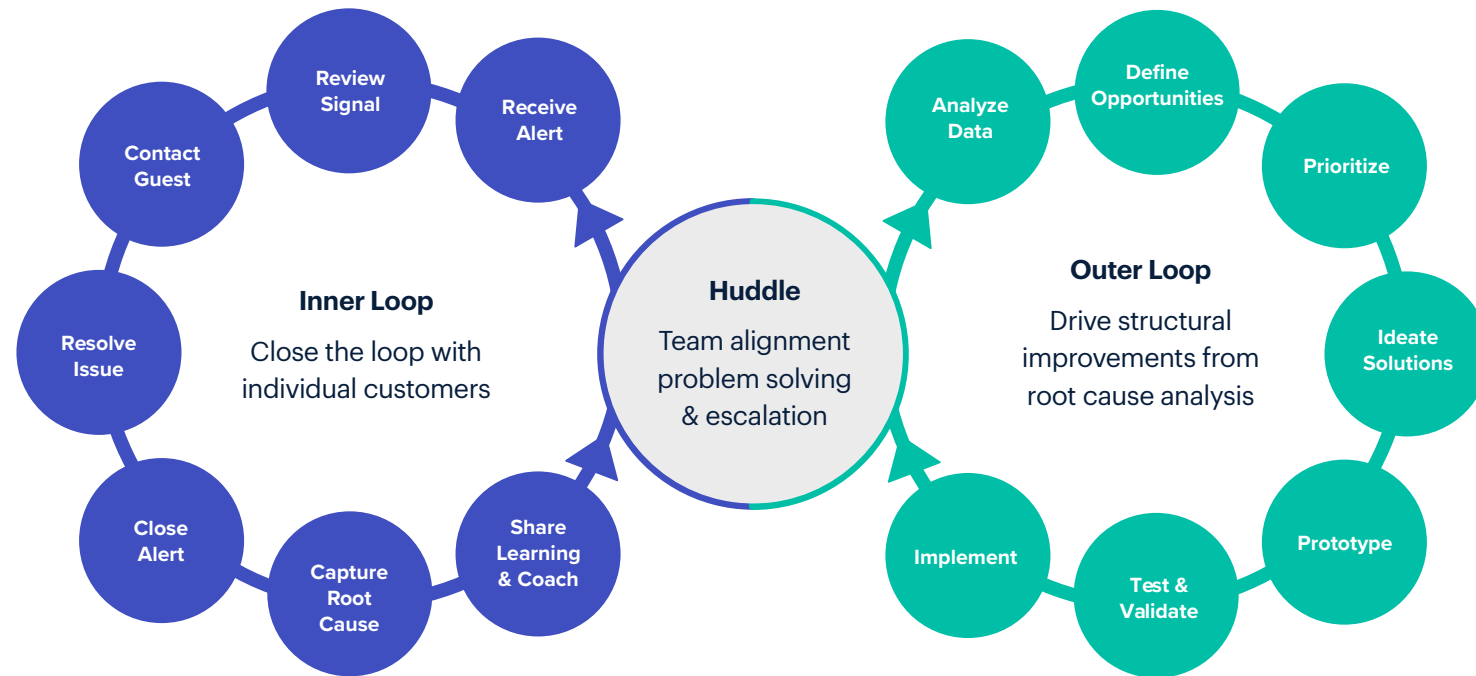 Review
Signal
Receive
Alert
Contact
Guest
Resolve
Issue
Close
Alert
Capture
Root
Cause
Share
Learning
& Coach
Inner Loop
Close the loop with
individual customers
Huddle
Team alignment
problem solving
& escalation
Analyze
Data
Define
Opportunities
Prioritize
Ideate
Solutions
Prototype
Test &
Validate
Implement
Outer Loop
Drive structural
improvements from
root cause analysis